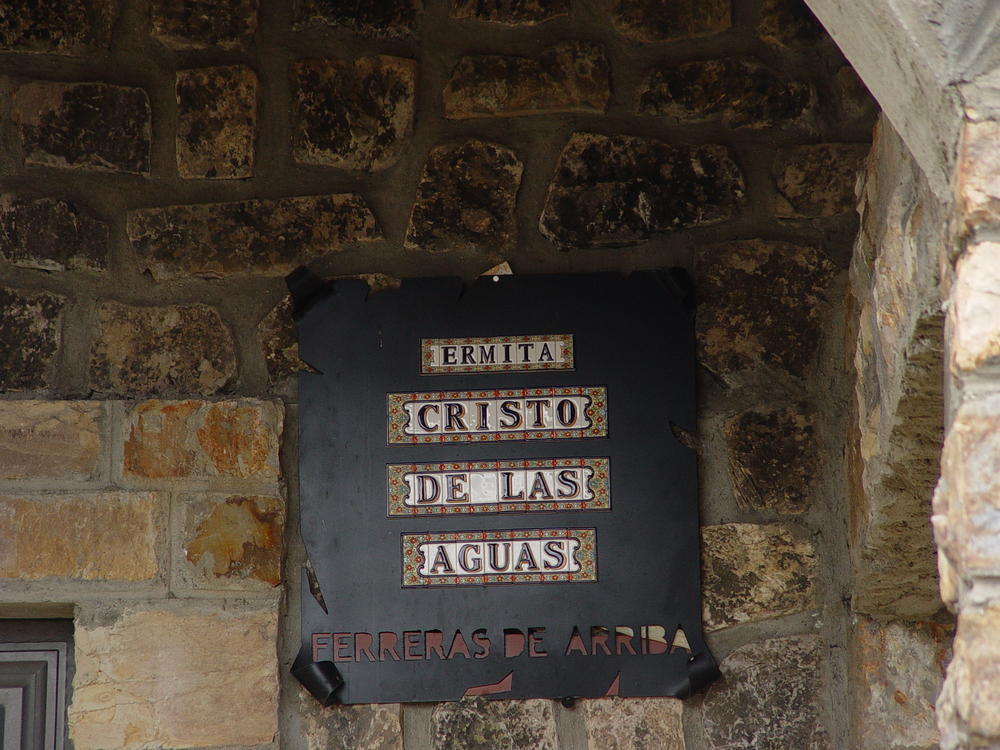 ERMITA
CRISTO
DE LAS
AGUAS
FERRERAS DE ARRIBA